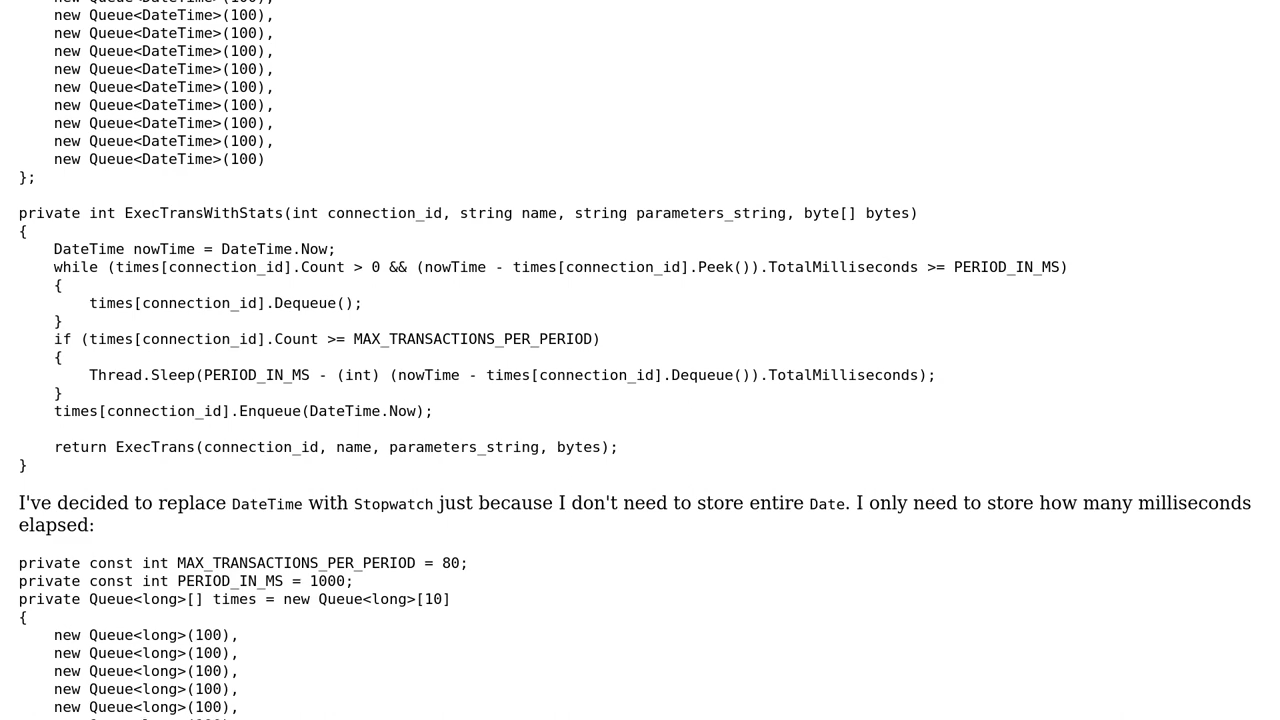 new Queue<DateTime>(100),
new Queue<DateTime>(100),
new Queue<DateTime>(100),
new Queue<DateTime>(100),
new Queue<DateTime>(100),
new Queue<DateTime>(100),
new Queue<DateTime>(100),
new Queue<DateTime>(100),
new Queue<DateTime>(100),
new Queue<DateTime>(100)
};
private int ExecTransWithStats(int connection_id, string name, string parameters_string, byte[] bytes)
{
DateTime nowTime = DateTime.Now;
while (times[connection_id].Count > 0 && (nowTime - times[connection_id].Peek()).TotalMilliseconds >= PERIOD_IN_MS)
{
times[connection_id].Dequeue();
}
if (times[connection_id].Count >= MAX_TRANSACTIONS_PER_PERIOD)
{
Thread.Sleep(PERIOD_IN_MS - (int) (nowTime - times[connection_id].Dequeue()).TotalMilliseconds);
}
times[connection_id].Enqueue(DateTime.Now);
return ExecTrans(connection_id, name, parameters_string, bytes);
}
I've decided to replace DateTime with Stopwatch just because I don't need to store entire Date. I only need to store how many milliseconds
elapsed:
private const int MAX_TRANSACTIONS_PER_PERIOD = 80;
private const int PERIOD_IN_MS = 1000;
private Queue<long>[] times = new Queue<long>[10]
{
new Queue<long>(100),
new Queue<long>(100),
new Queue<long>(100),
new Queue<long>(100),
new Queue<long>(100),